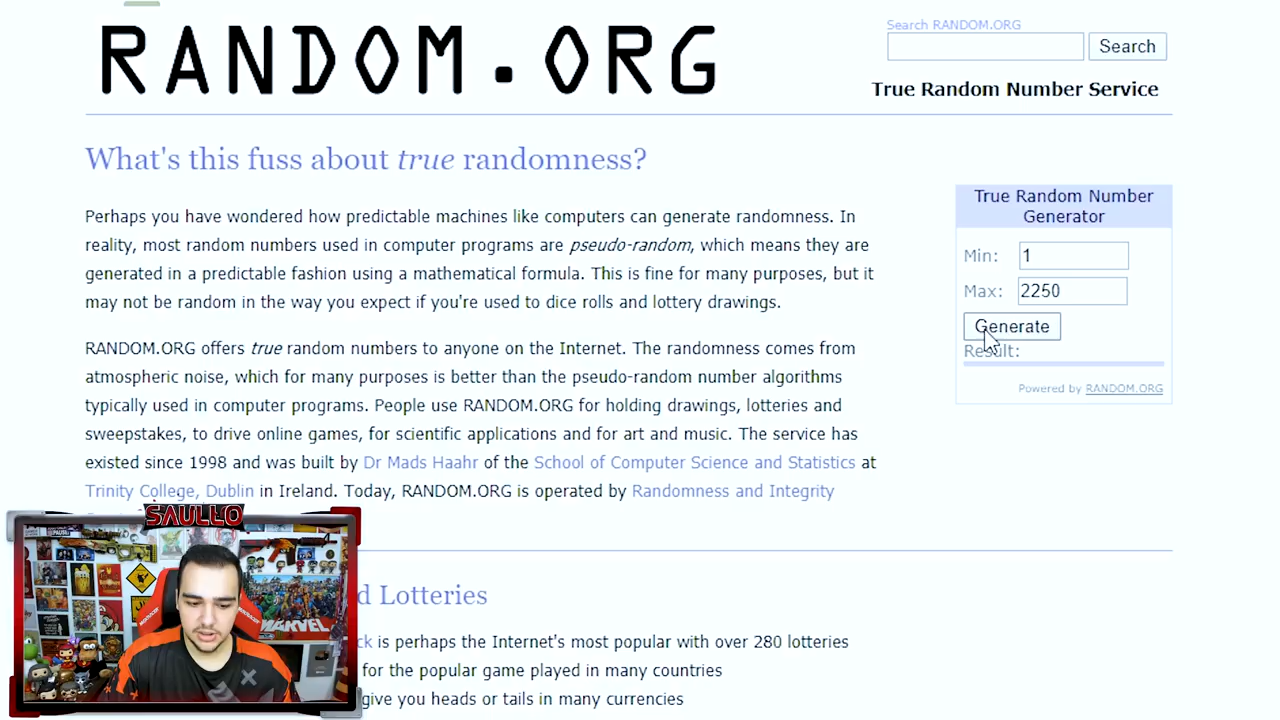 RANDOM.ORG
Search RANDOM.ORG
Search
True Random Number Service
What's this fuss about true randomness?
Perhaps you have wondered how predictable machines like computers can generate randomness. In
reality, most random numbers used in computer programs are pseudo-random, which means they are
generated in a predictable fashion using a mathematical formula. This is fine for many purposes, but it
may not be random in the way you expect if you're used to dice rolls and lottery drawings.
RANDOM.ORG offers true random numbers to anyone on the Internet. The randomness comes from
atmospheric noise, which for many purposes is better than the pseudo-random number algorithms
typically used in computer programs. People use RANDOM.ORG for holding drawings, lotteries and
sweepstakes, to drive online games, for scientific applications and for art and music. The service has
existed since 1998 and was built by Dr Mads Haahr of the School of Computer Science and Statistics at
Trinity College, Dublin in Ireland. Today, RANDOM.ORG is operated by Randomness and Integrity
True Random Number
Generator
Min: 1
Max: 2250
Generate
Result:
Powered by RANDOM.ORG
d Lotteries
ck is perhaps the Internet's most popular with over 280 lotteries
for the popular game played in many countries
give you heads or tails in many currencies
SAULLO
MARVEL